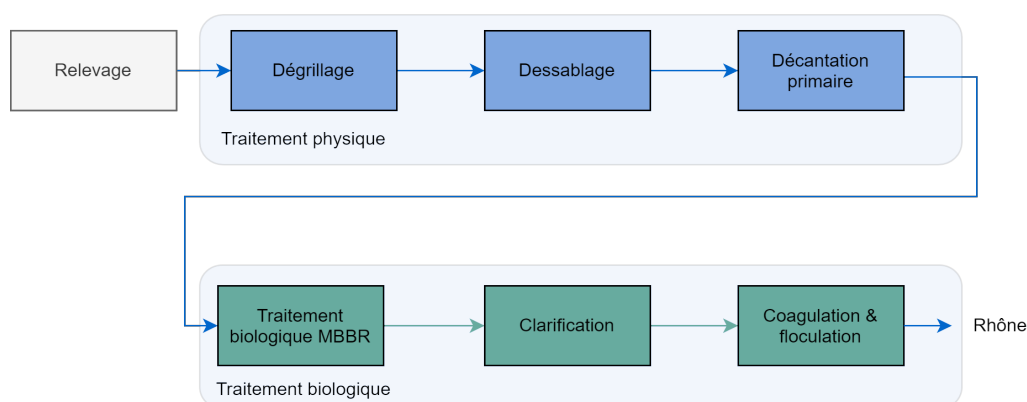 Relevage
Dégrillage
Dessablage
Décantation
primaire
Traitement physique
Traitement
biologique MBBR
Clarification
Coagulation &
floculation
Rhône
Traitement biologique